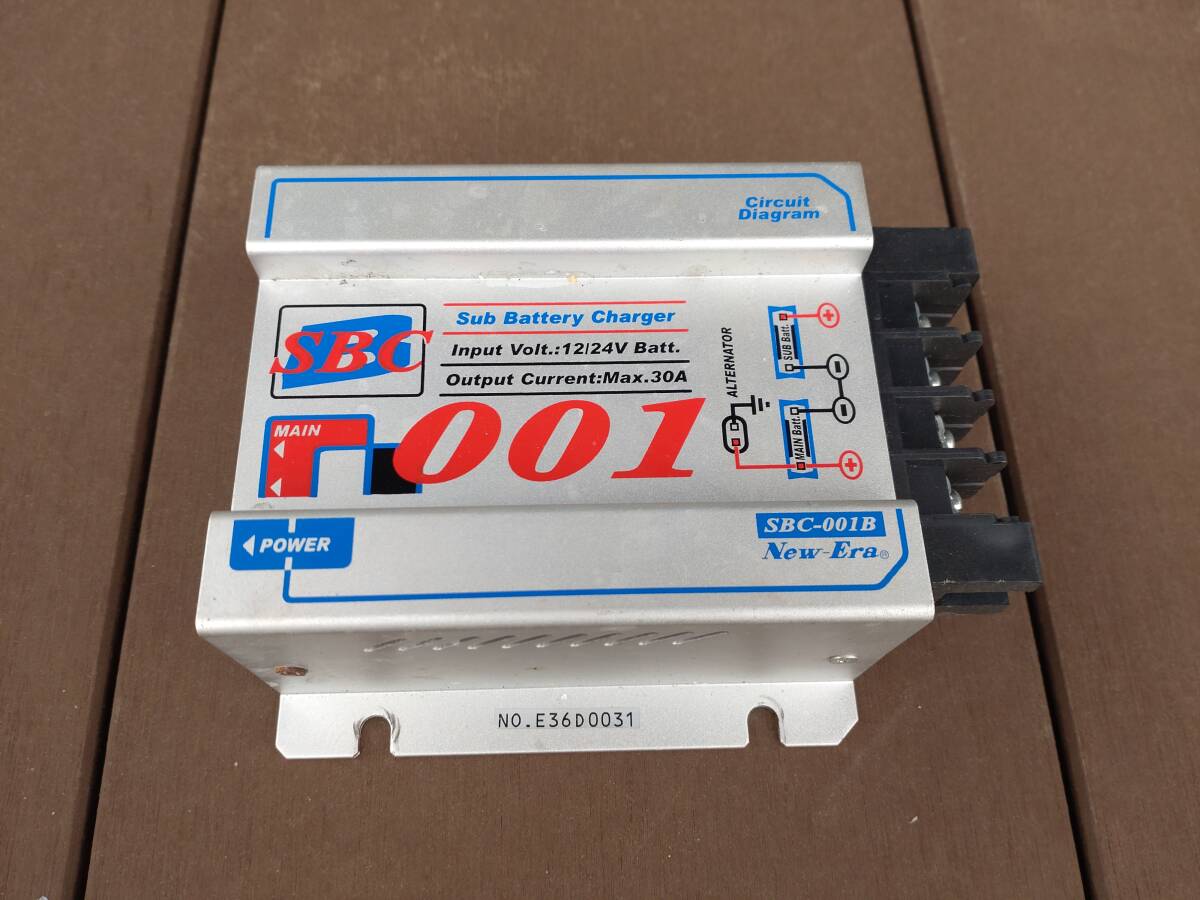 Circuit
Diagram
SBC
Sub Battery Charger
Input Volt.:12/24V Batt.
Output Current:Max.30A
001
MAIN
ALTERNATOR
SUB Batt.
MAIN Batt.
+
-
-
+
POWER
SBC-001B
New-Era®
NO.E36D0031